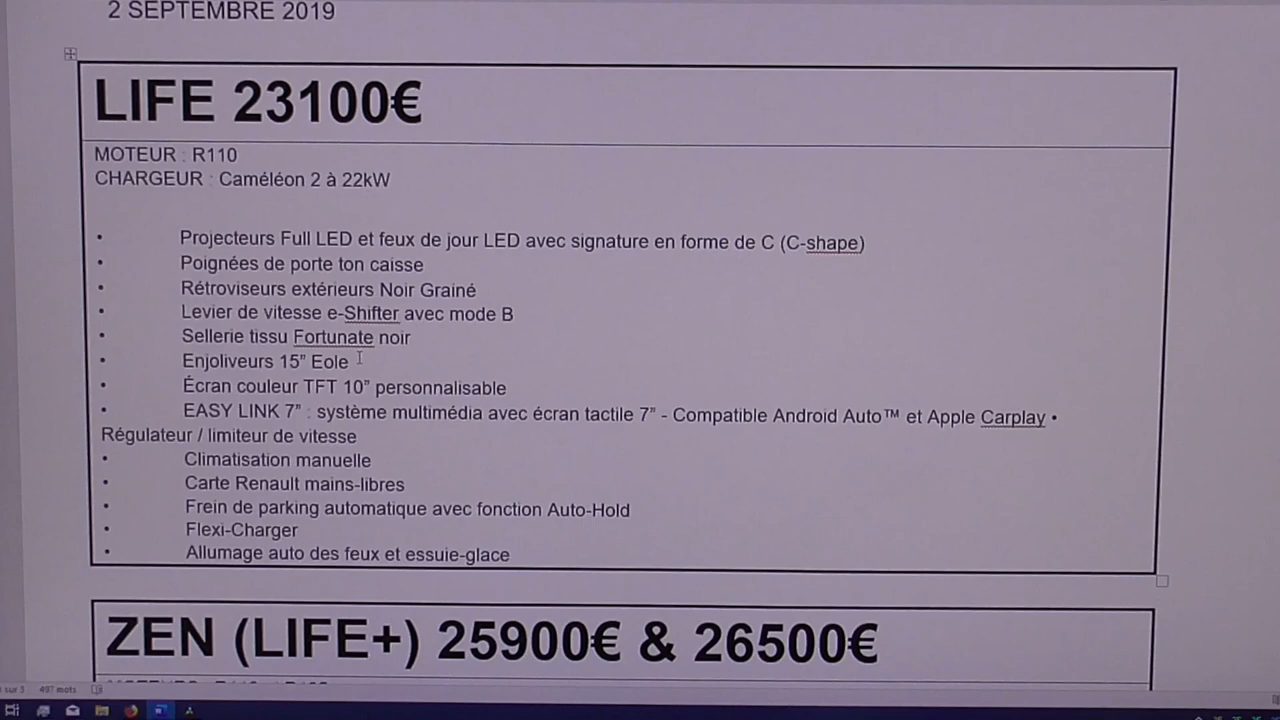 2 SEPTEMBRE 2019
LIFE 23100€
MOTEUR : R110
CHARGEUR : Caméléon 2 à 22kW
• Projecteurs Full LED et feux de jour LED avec signature en forme de C (C-shape)
• Poignées de porte ton caisse
• Rétroviseurs extérieurs Noir Grainé
• Levier de vitesse e-Shifter avec mode B
• Sellerie tissu Fortunate noir
• Enjoliveurs 15” Eole
• Écran couleur TFT 10” personnalisable
• EASY LINK 7” : système multimédia avec écran tactile 7” - Compatible Android Auto™ et Apple Carplay •
Régulateur / limiteur de vitesse
• Climatisation manuelle
• Carte Renault mains-libres
• Frein de parking automatique avec fonction Auto-Hold
• Flexi-Charger
• Allumage auto des feux et essuie-glace
ZEN (LIFE+) 25900€ & 26500€
sur 3 497 mots